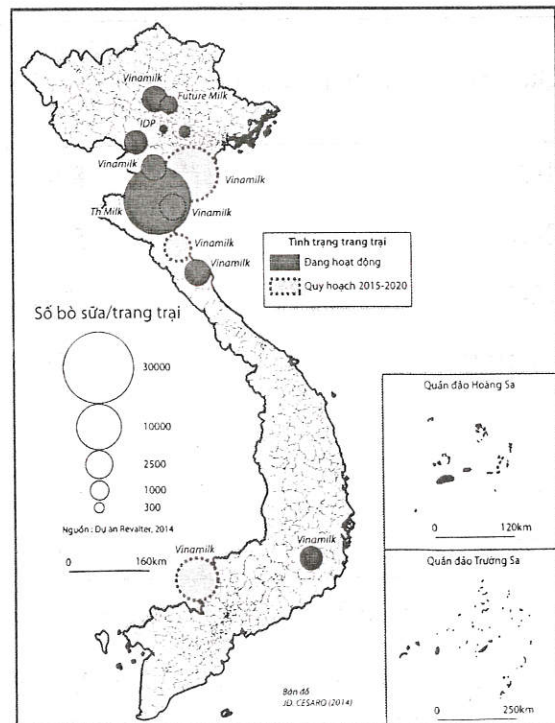 Vinamilk
Future Milk
IDP
Vinamilk
Vinamilk
Th Milk
Vinamilk
Vinamilk
Vinamilk
Tình trạng trang trại
Đang hoạt động
Quy hoạch 2015-2020
Số bò sữa/trang trại
30000
10000
2500
1000
300
Nguồn : Dự án Revalter, 2014
0 160km
Vinamilk
Vinamilk
Bản đồ
JD. CESARO (2014)
Quần đảo Hoàng Sa
0 120km
Quần đảo Trường Sa
0 250km